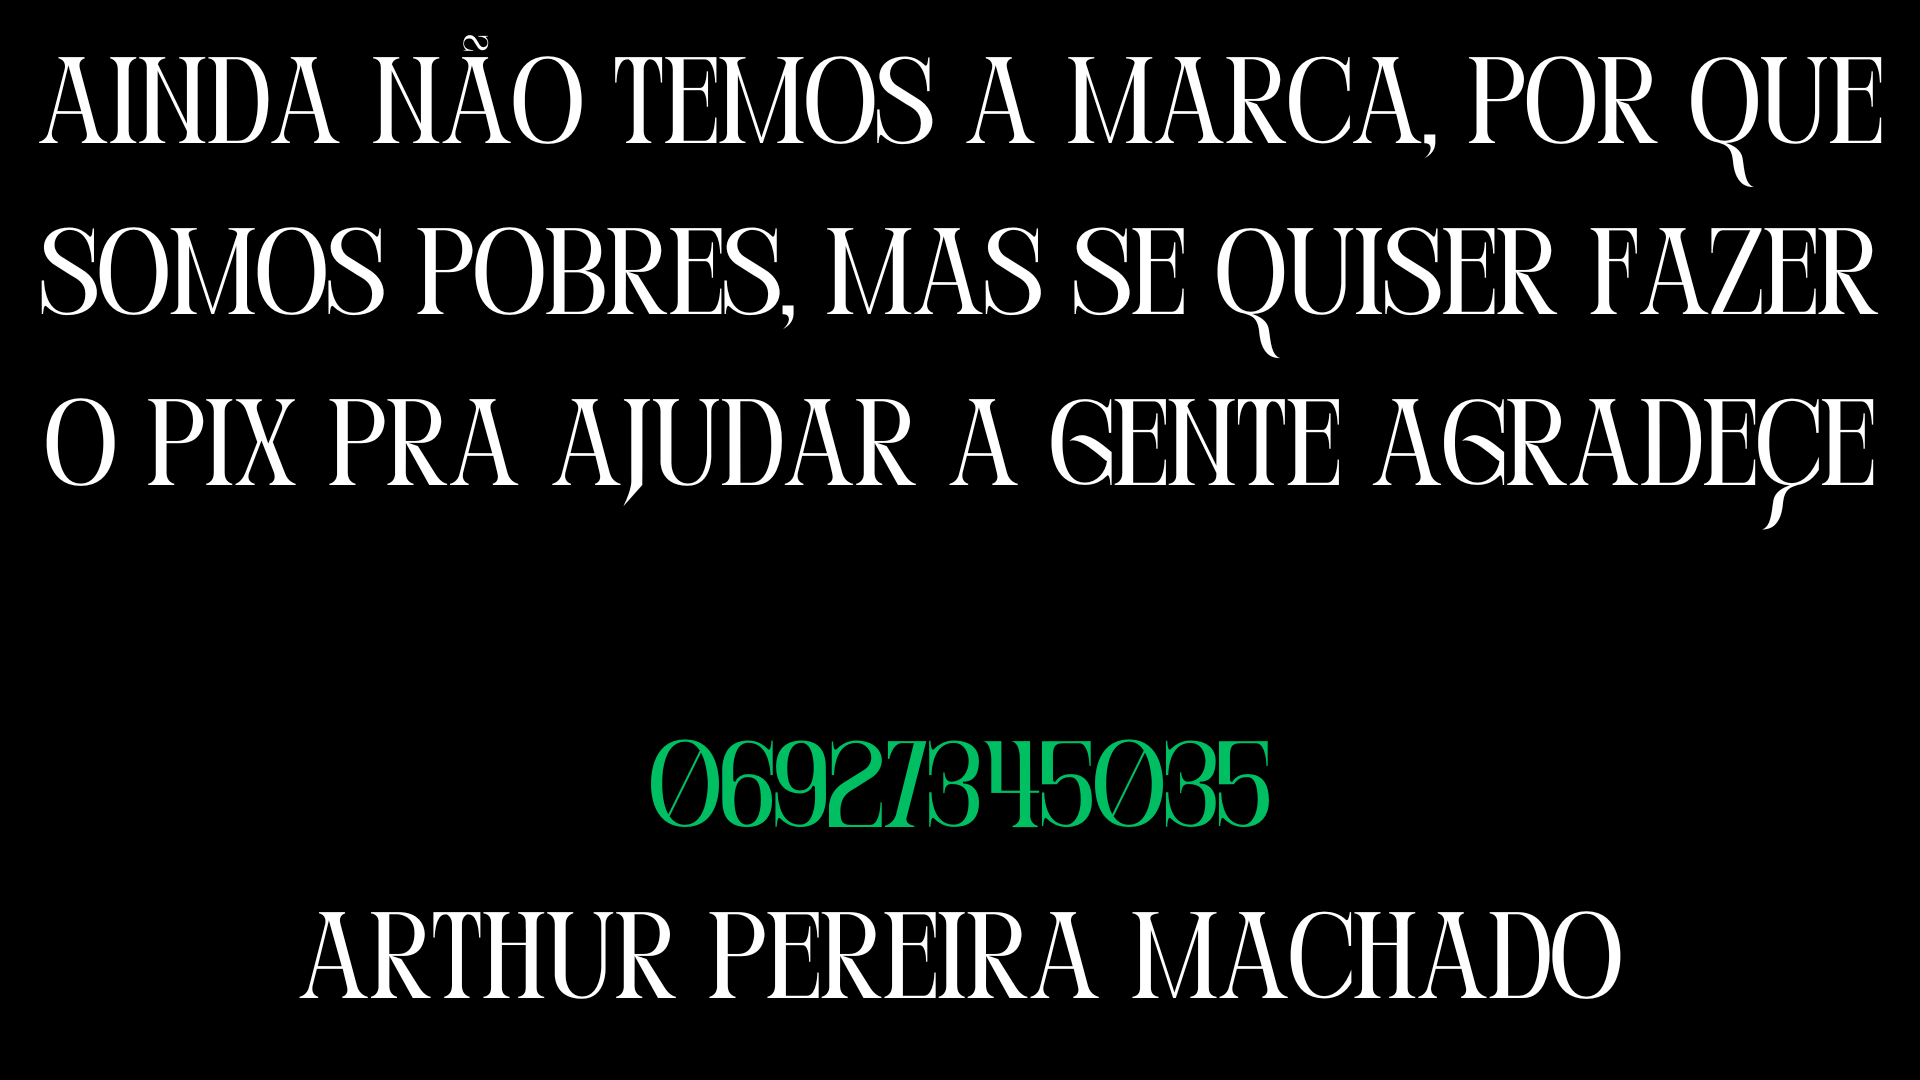 AINDA NÃO TEMOS A MARCA, POR QUE
SOMOS POBRES, MAS SE QUISER FAZER
O PIX PRA AJUDAR A GENTE AGRADEÇE
06927345035
ARTHUR PEREIRA MACHADO